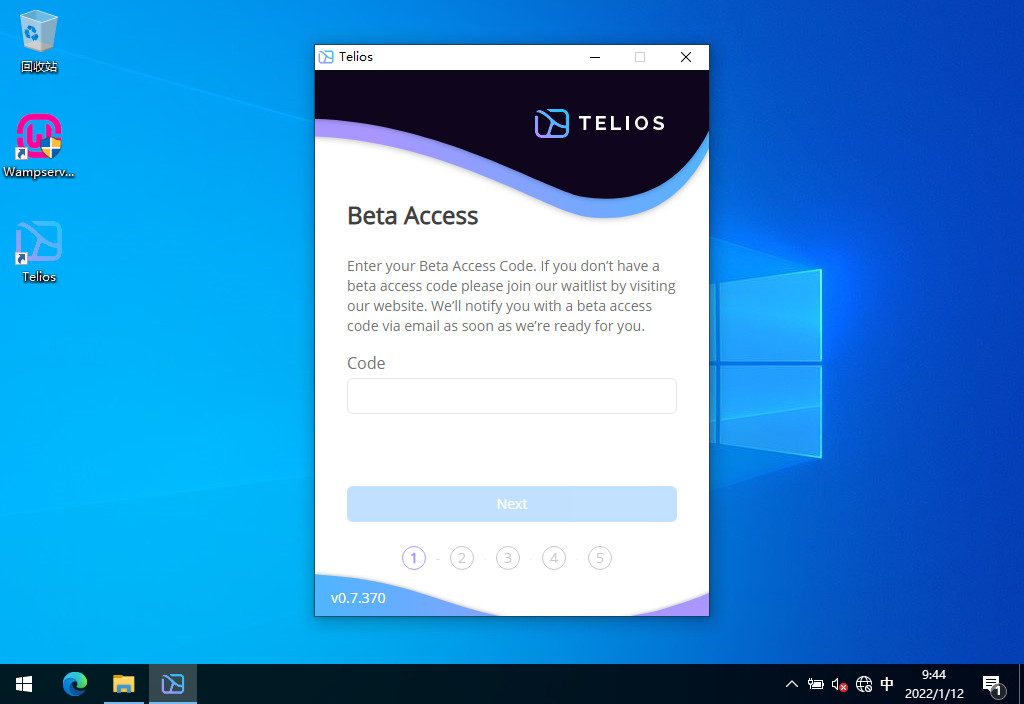 回收站
Wampserv...
Telios
Telios
TELIOS
Beta Access
Enter your Beta Access Code. If you don’t have a
beta access code please join our waitlist by visiting
our website. We’ll notify you with a beta access
code via email as soon as we’re ready for you.
Code
Next
1 - 2 - 3 - 4 - 5
v0.7.370
中
9:44
2022/1/12
1